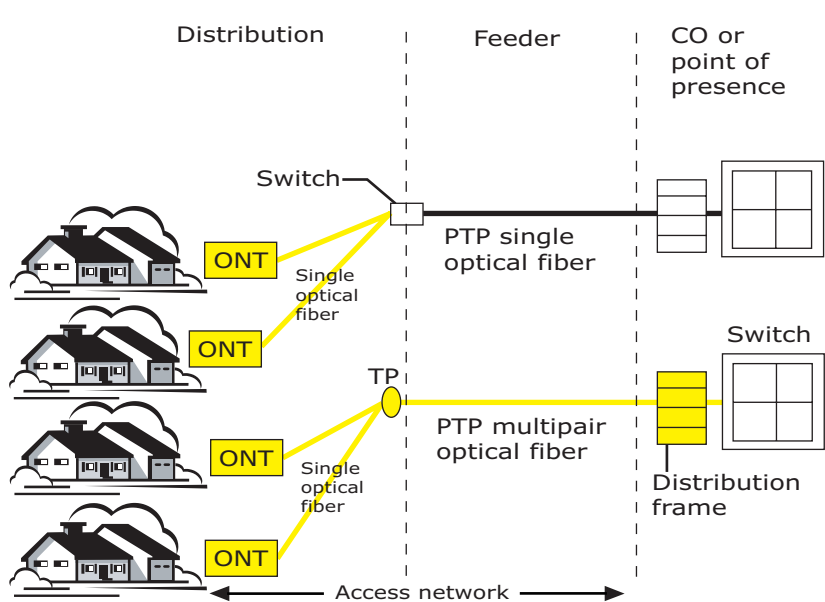 Distribution
Feeder
CO or
point of
presence
Switch
PTP single
optical fiber
ONT
Single
optical
fiber
ONT
Switch
TP
PTP multipair
optical fiber
ONT
Single
optical
fiber
Distribution
frame
ONT
Access network